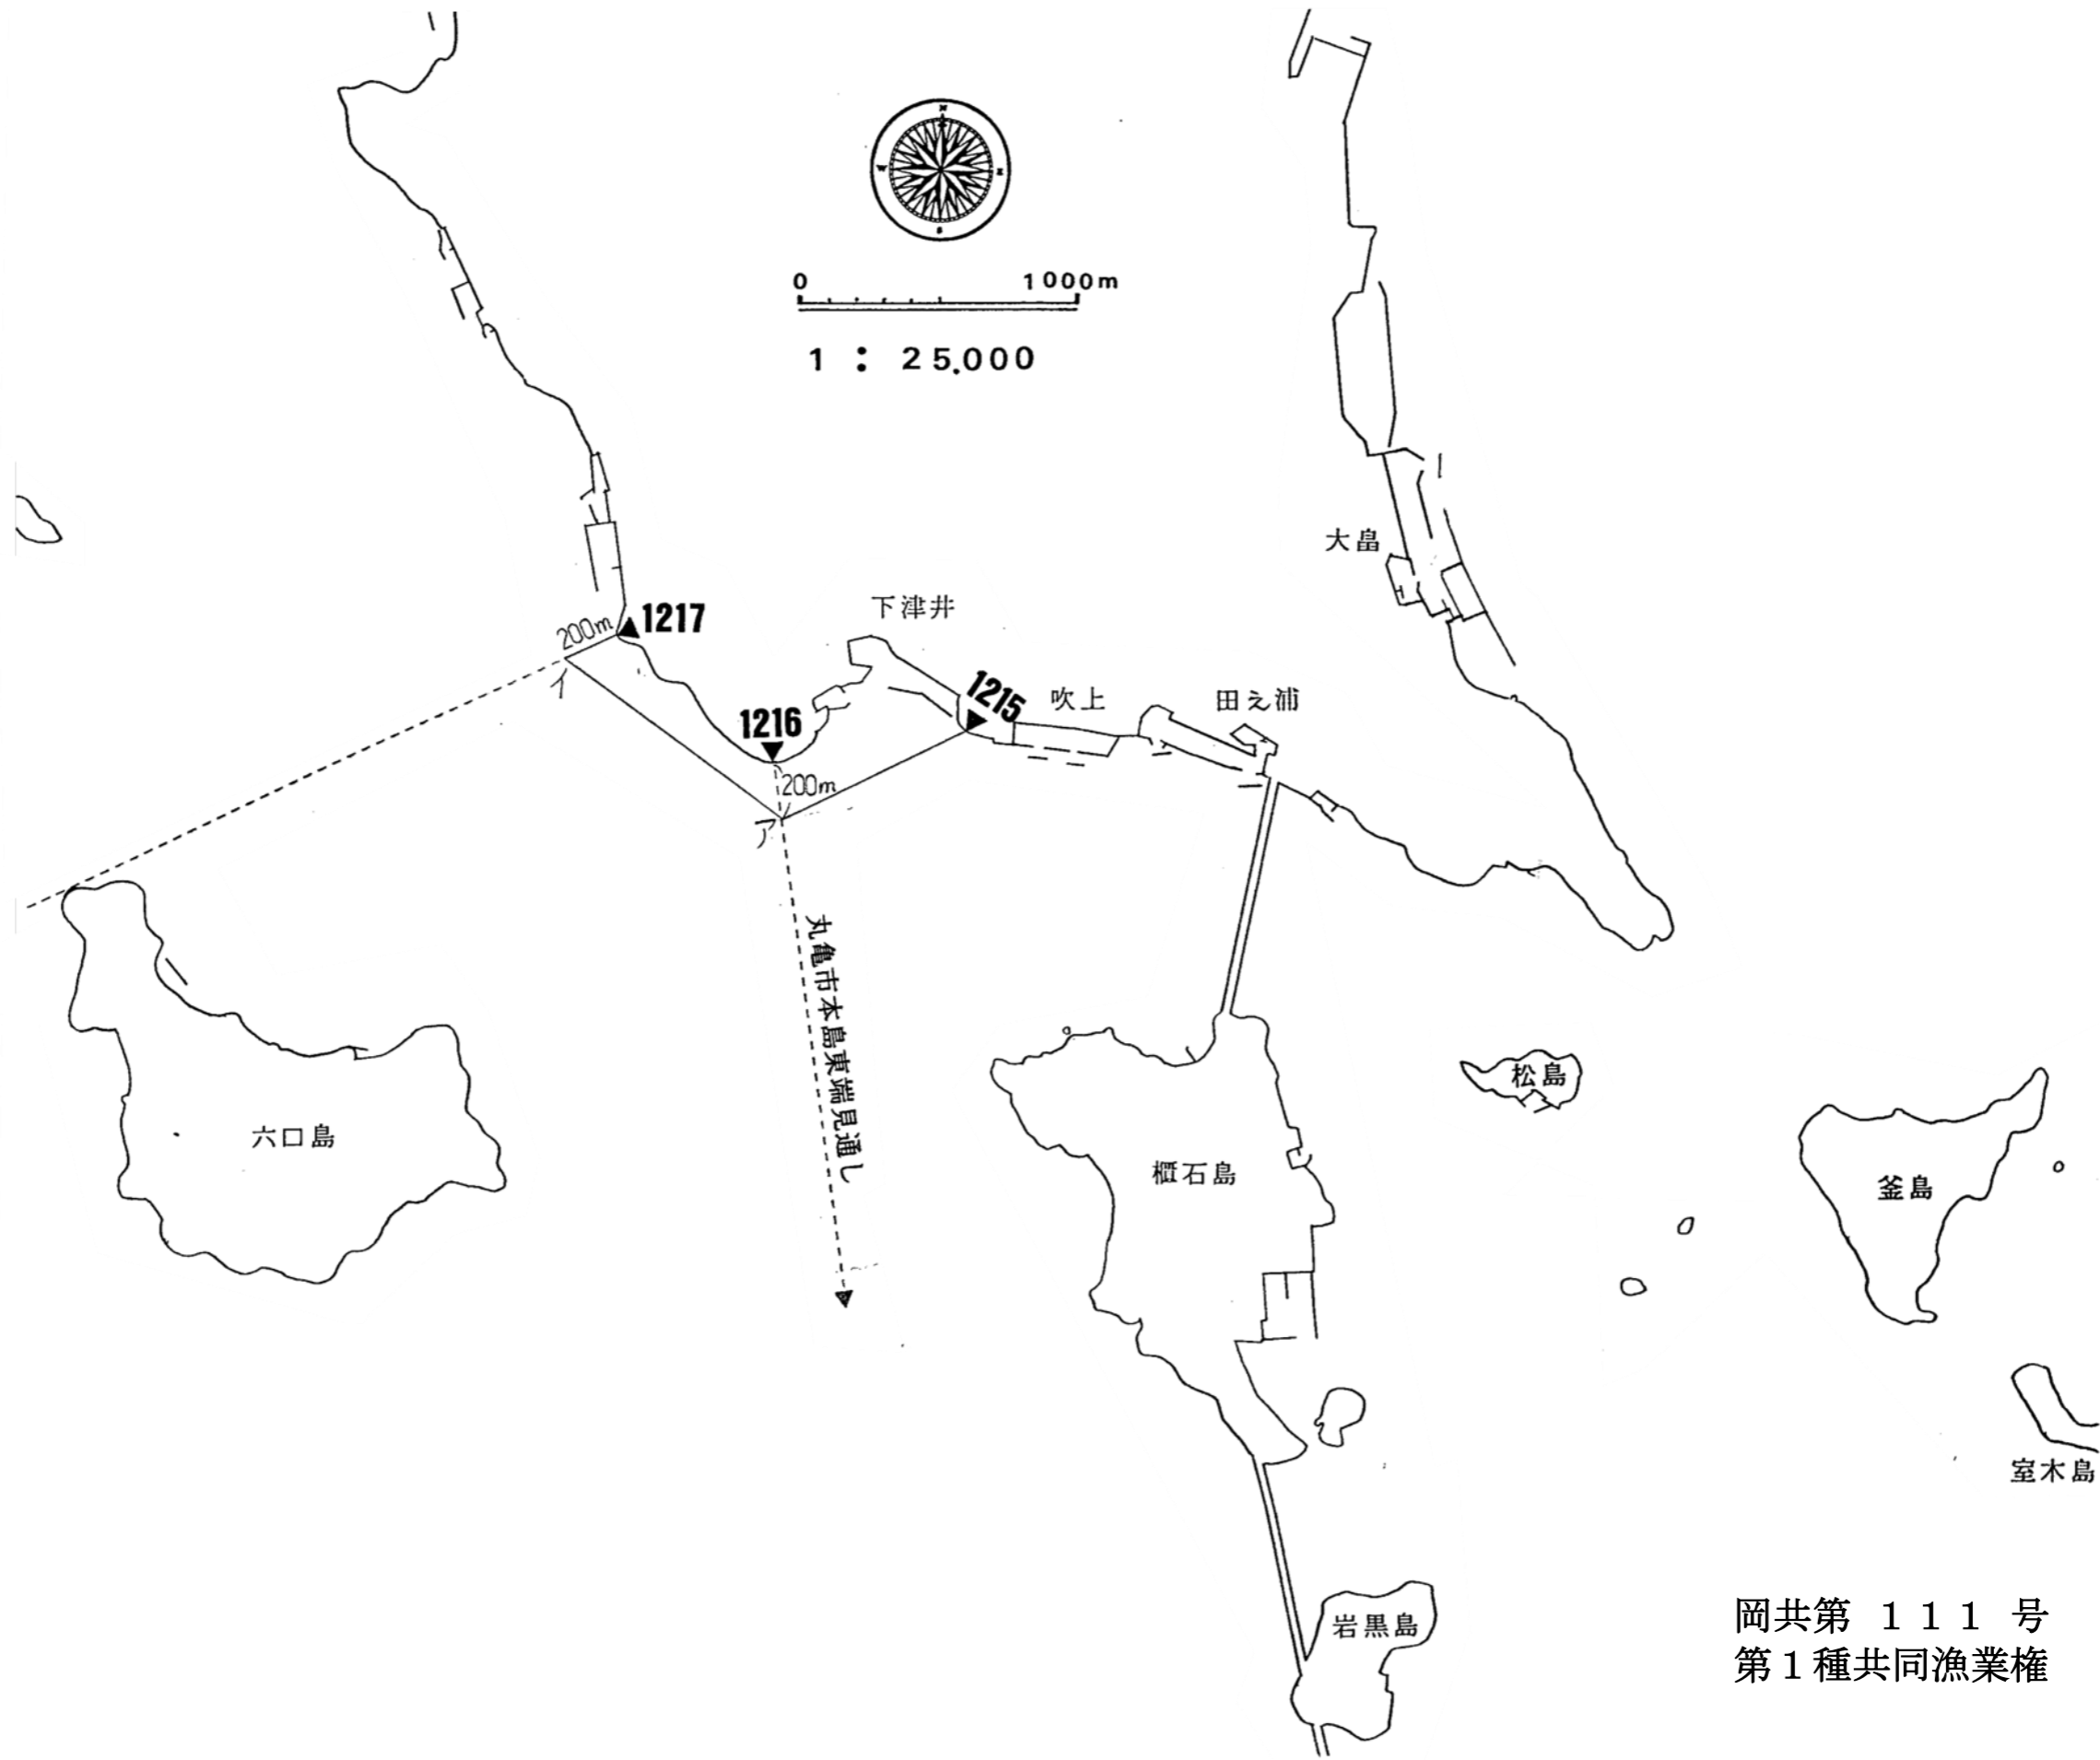 N
W
S
0 1000m
1 : 25.000
大畠
下津井
1217
200m
イ
1215
吹上
田之浦
1216
200m
ア
丸亀市本島東端見通し
松島
六口島
櫃石島
釜島
室木島
岩黒島
岡共第 111 号
第1種共同漁業権